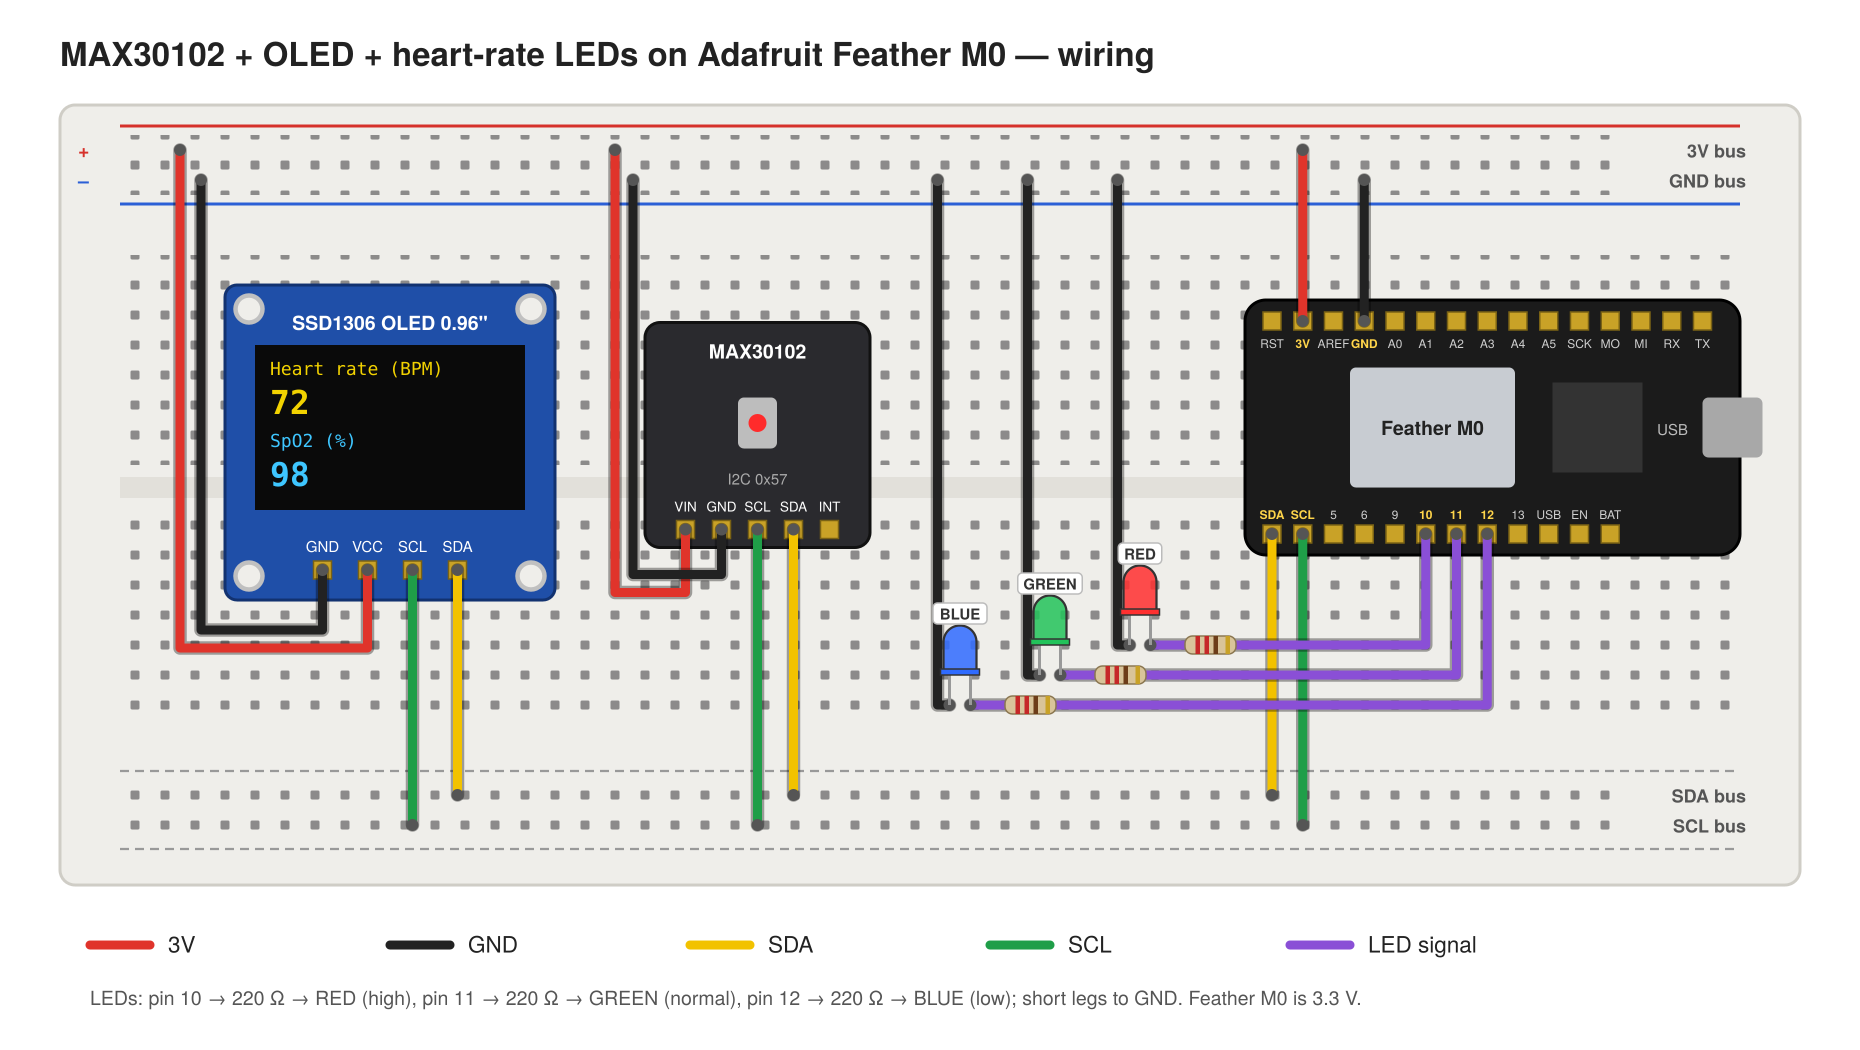 MAX30102 + OLED + heart-rate LEDs on Adafruit Feather M0 — wiring
+
3V bus
−
GND bus
SSD1306 OLED 0.96"
Heart rate (BPM)
72
SpO2 (%)
98
GND VCC SCL SDA
MAX30102
I2C 0x57
VIN GND SCL SDA INT
BLUE
GREEN
RED
RST 3V AREF GND A0 A1 A2 A3 A4 A5 SCK MO MI RX TX
Feather M0
USB
SDA SCL 5 6 9 10 11 12 13 USB EN BAT
SDA bus
SCL bus
3V
GND
SDA
SCL
LED signal
LEDs: pin 10 → 220 Ω → RED (high), pin 11 → 220 Ω → GREEN (normal), pin 12 → 220 Ω → BLUE (low); short legs to GND. Feather M0 is 3.3 V.